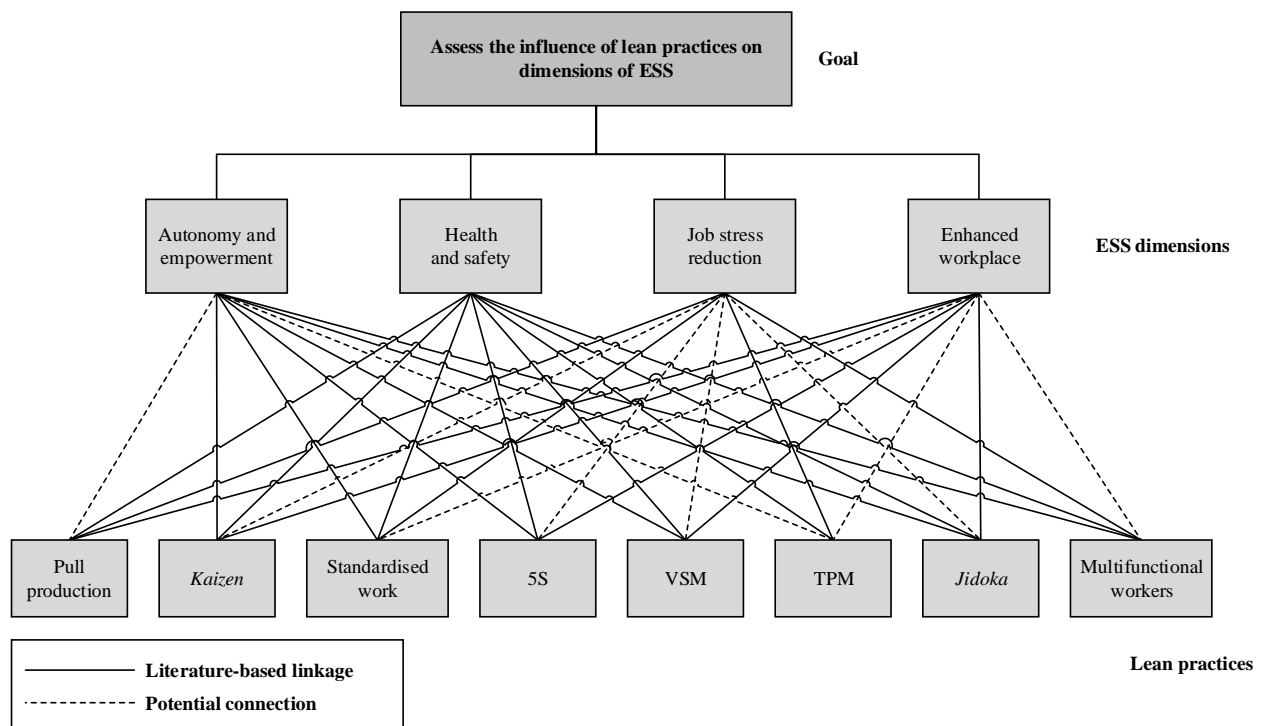 Assess the influence of lean practices on
dimensions of ESS
Goal
Autonomy and
empowerment
Health
and safety
Job stress
reduction
Enhanced
workplace
ESS dimensions
Pull
production
Kaizen
Standardised
work
5S
VSM
TPM
Jidoka
Multifunctional
workers
Literature-based linkage
Potential connection
Lean practices